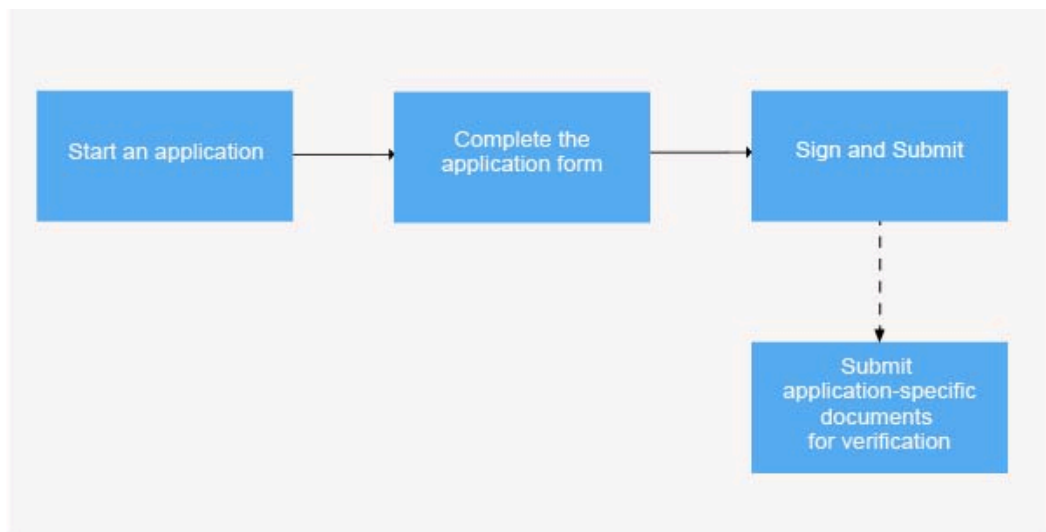 Start an application
Complete the
application form
Sign and Submit
Submit
application-specific
documents
for verification